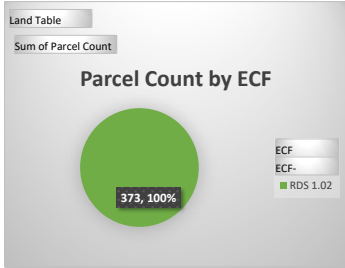 Land Table
Sum of Parcel Count
Parcel Count by ECF
373, 100%
ECF
ECF-
RDS 1.02